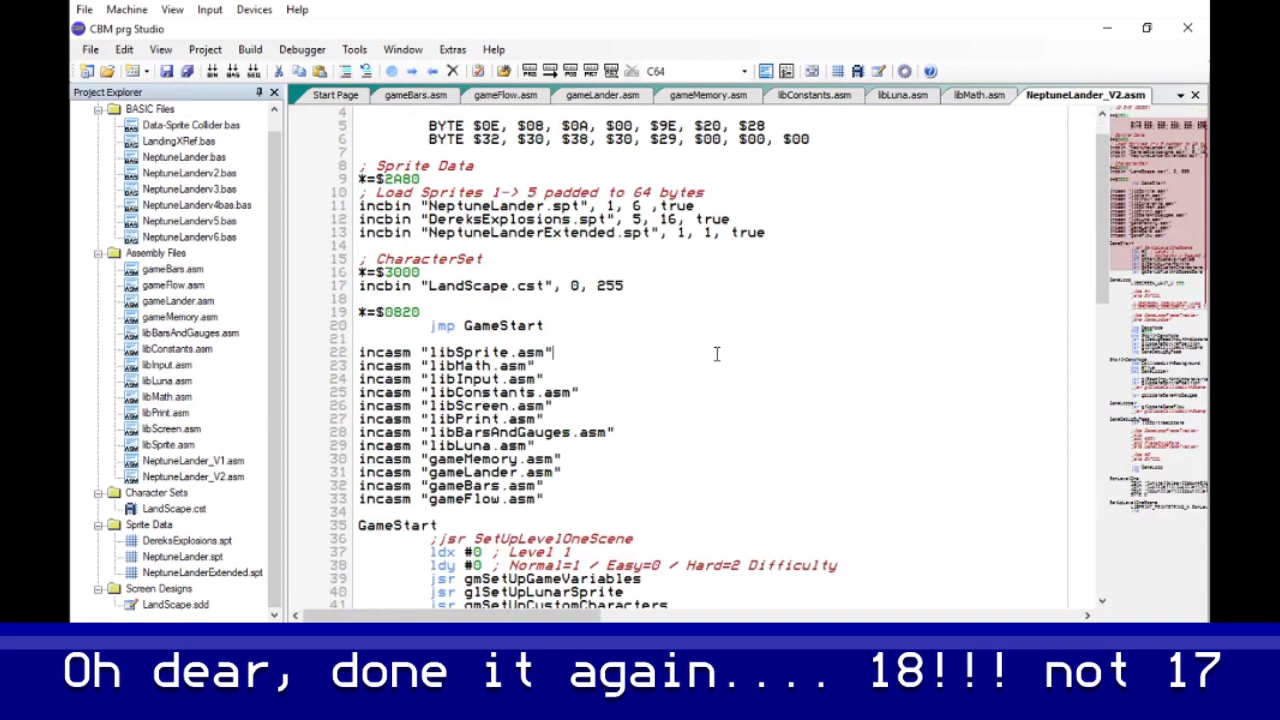 File Machine View Input Devices Help
CBM prg Studio
File Edit View Project Build Debugger Tools Window Extras Help
C64
Project Explorer
Start Page gameBars.asm gameFlow.asm gameLander.asm gameMemory.asm libConstants.asm libLuna.asm libMath.asm NeptuneLander_V2.asm
BASIC Files
Data-Sprite Collider.bas
LandingXRef.bas
NeptuneLander.bas
NeptuneLanderv2.bas
NeptuneLanderv3.bas
NeptuneLanderv4bas.bas
NeptuneLanderv5.bas
NeptuneLanderv6.bas
Assembly Files
gameBars.asm
gameFlow.asm
gameLander.asm
gameMemory.asm
libBarsAndGauges.asm
libConstants.asm
libInput.asm
libLuna.asm
libMath.asm
libPrint.asm
libScreen.asm
libSprite.asm
NeptuneLander_V1.asm
NeptuneLander_V2.asm
Character Sets
LandScape.cst
Sprite Data
DereksExplosions.spt
NeptuneLander.spt
NeptuneLanderExtended.spt
Screen Designs
LandScape.sdd
4
5 BYTE $0E, $08, $0A, $00, $9E, $20, $28
6 BYTE $32, $30, $38, $30, $29, $00, $00, $00
7
8 ; Sprite Data
9 *=$2A80
10 ; Load Sprites 1-> 5 padded to 64 bytes
11 incbin "NeptuneLander.spt", 1, 6 ,true
12 incbin "DereksExplosions.spt", 5, 16, true
13 incbin "NeptuneLanderExtended.spt", 1, 1, true
14
15 ; CharacterSet
16 *=$3000
17 incbin "LandScape.cst", 0, 255
18
19 *=$0820
20 jmp GameStart
21
22 incasm "libSprite.asm"
23 incasm "libMath.asm"
24 incasm "libInput.asm"
25 incasm "libConstants.asm"
26 incasm "libScreen.asm"
27 incasm "libPrint.asm"
28 incasm "libBarsAndGauges.asm"
29 incasm "libLuna.asm"
30 incasm "gameMemory.asm"
31 incasm "gameLander.asm"
32 incasm "gameBars.asm"
33 incasm "gameFlow.asm"
34
35 GameStart
36 ;jsr SetUpLevelOneScene
37 ldx #0 ; Level 1
38 ldy #0 ; Normal=1 / Easy=0 / Hard=2 Difficulty
39 jsr gmSetUpGameVariables
40 jsr glSetUpLunarSprite
41 jsr gmSetUpCustomCharacters
Oh dear, done it again.... 18!!! not 17